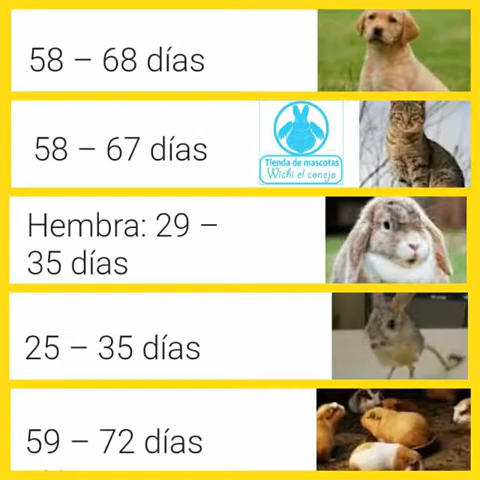 58 – 68 días
58 – 67 días
Tienda de mascotas
Wichi el conejo
Hembra: 29 –
35 días
25 – 35 días
59 – 72 días